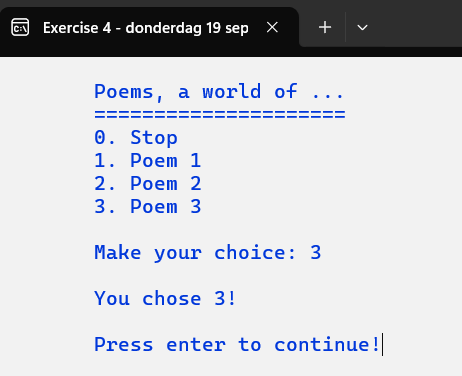 Exercise 4 - donderdag 19 sep
Poems, a world of ...
=====================
0. Stop
1. Poem 1
2. Poem 2
3. Poem 3
Make your choice: 3
You chose 3!
Press enter to continue!